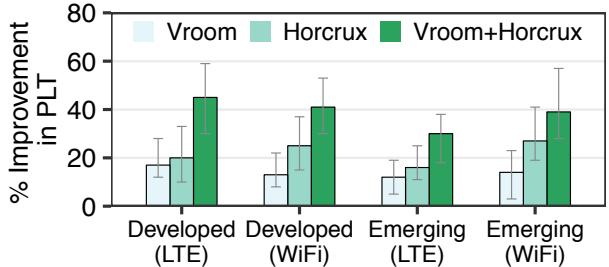 80
60
40
20
0
% Improvement
in PLT
Vroom Horcrux Vroom+Horcrux
Developed Developed Emerging Emerging
(LTE) (WiFi) (LTE) (WiFi)